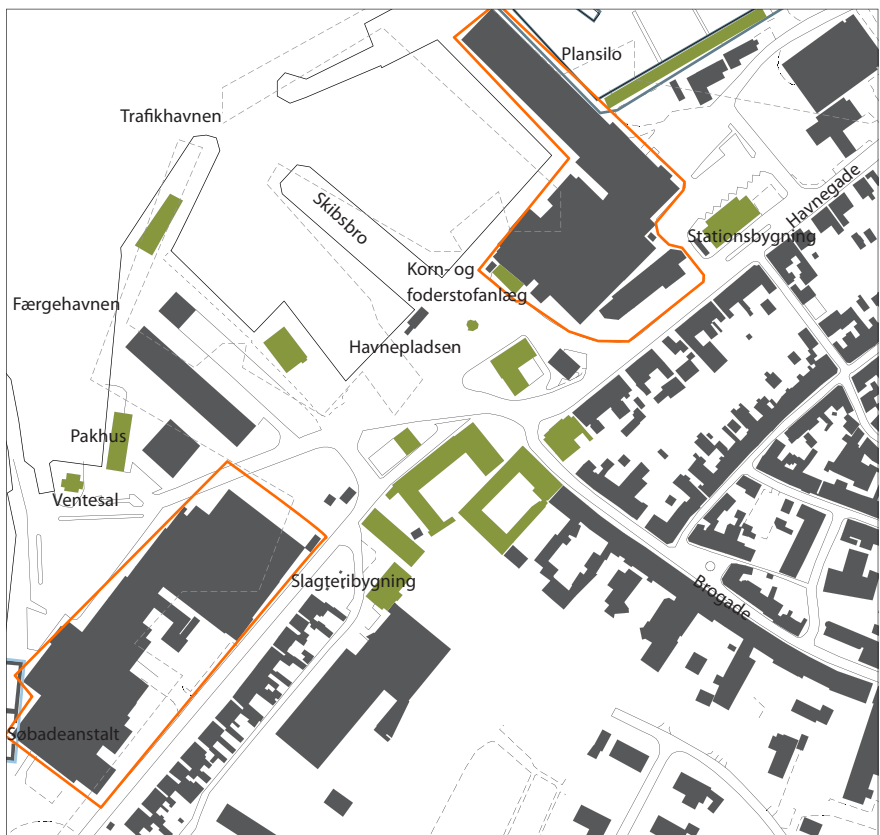 Plansilo
Trafikhavnen
Havnegade
Skibsbro
Stationsbygning
Korn- og
foderstofanlæg
Færgehavnen
Havnepladsen
Pakhus
Ventesal
Slagteribygning
Brogade
Søbadeanstalt